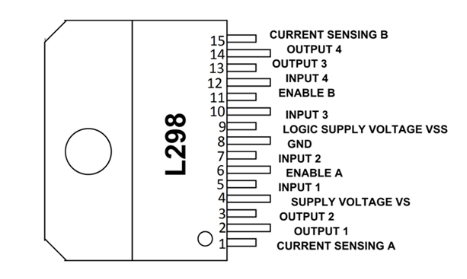 15 CURRENT SENSING B
14 OUTPUT 4
13 OUTPUT 3
12 INPUT 4
11 ENABLE B
10 INPUT 3
9 LOGIC SUPPLY VOLTAGE VSS
8 GND
7 INPUT 2
6 ENABLE A
5 INPUT 1
4 SUPPLY VOLTAGE VS
3 OUTPUT 2
2 OUTPUT 1
1 CURRENT SENSING A
L298